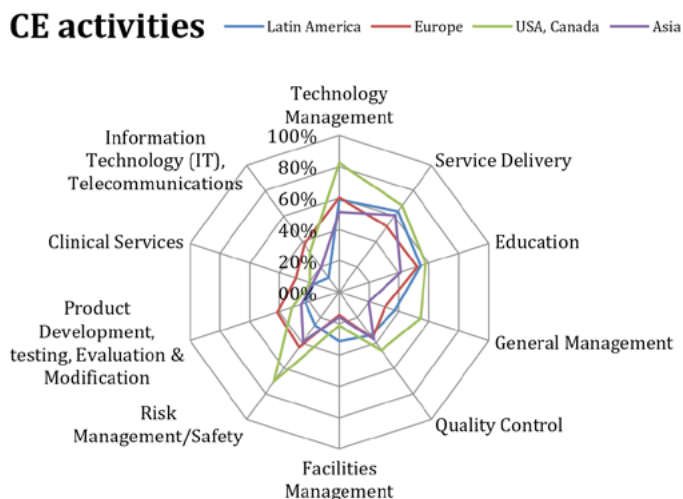 CE activities
Latin America
Europe
USA, Canada
Asia
Technology
Management
100%
80%
60%
40%
20%
00%
Service Delivery
Education
General Management
Quality Control
Facilities
Management
Risk
Management/Safety
Product
Development,
testing, Evaluation &
Modification
Clinical Services
Information
Technology (IT),
Telecommunications